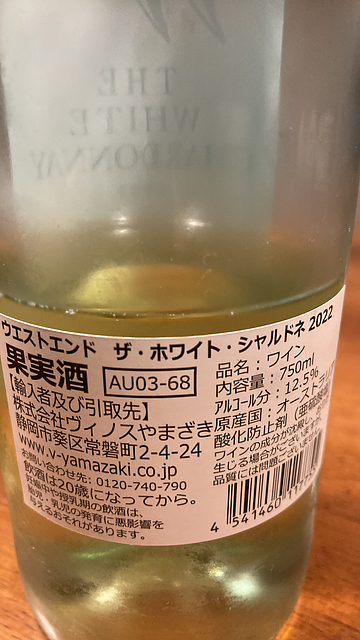 THE
WHITE
CHARDONNAY
ウエストエンド ザ・ホワイト・シャルドネ 2022
果実酒
AU03-68
【輸入者及び引取先】
株式会社ヴィノスやまざき
静岡市葵区常磐町2-4-24
www.v-yamazaki.co.jp
お問い合わせ先: 0120-740-790
飲酒は20歳になってから。
妊娠中や授乳期の飲酒は、
胎児・乳児の発育に悪影響を
与えるおそれがあります。
品名:ワイン
内容量:750ml
アルコール分:12.5%
原産国:オーストラリ
酸化防止剤
ワインの成分が
生じる場合が
品質には問題
4 541460